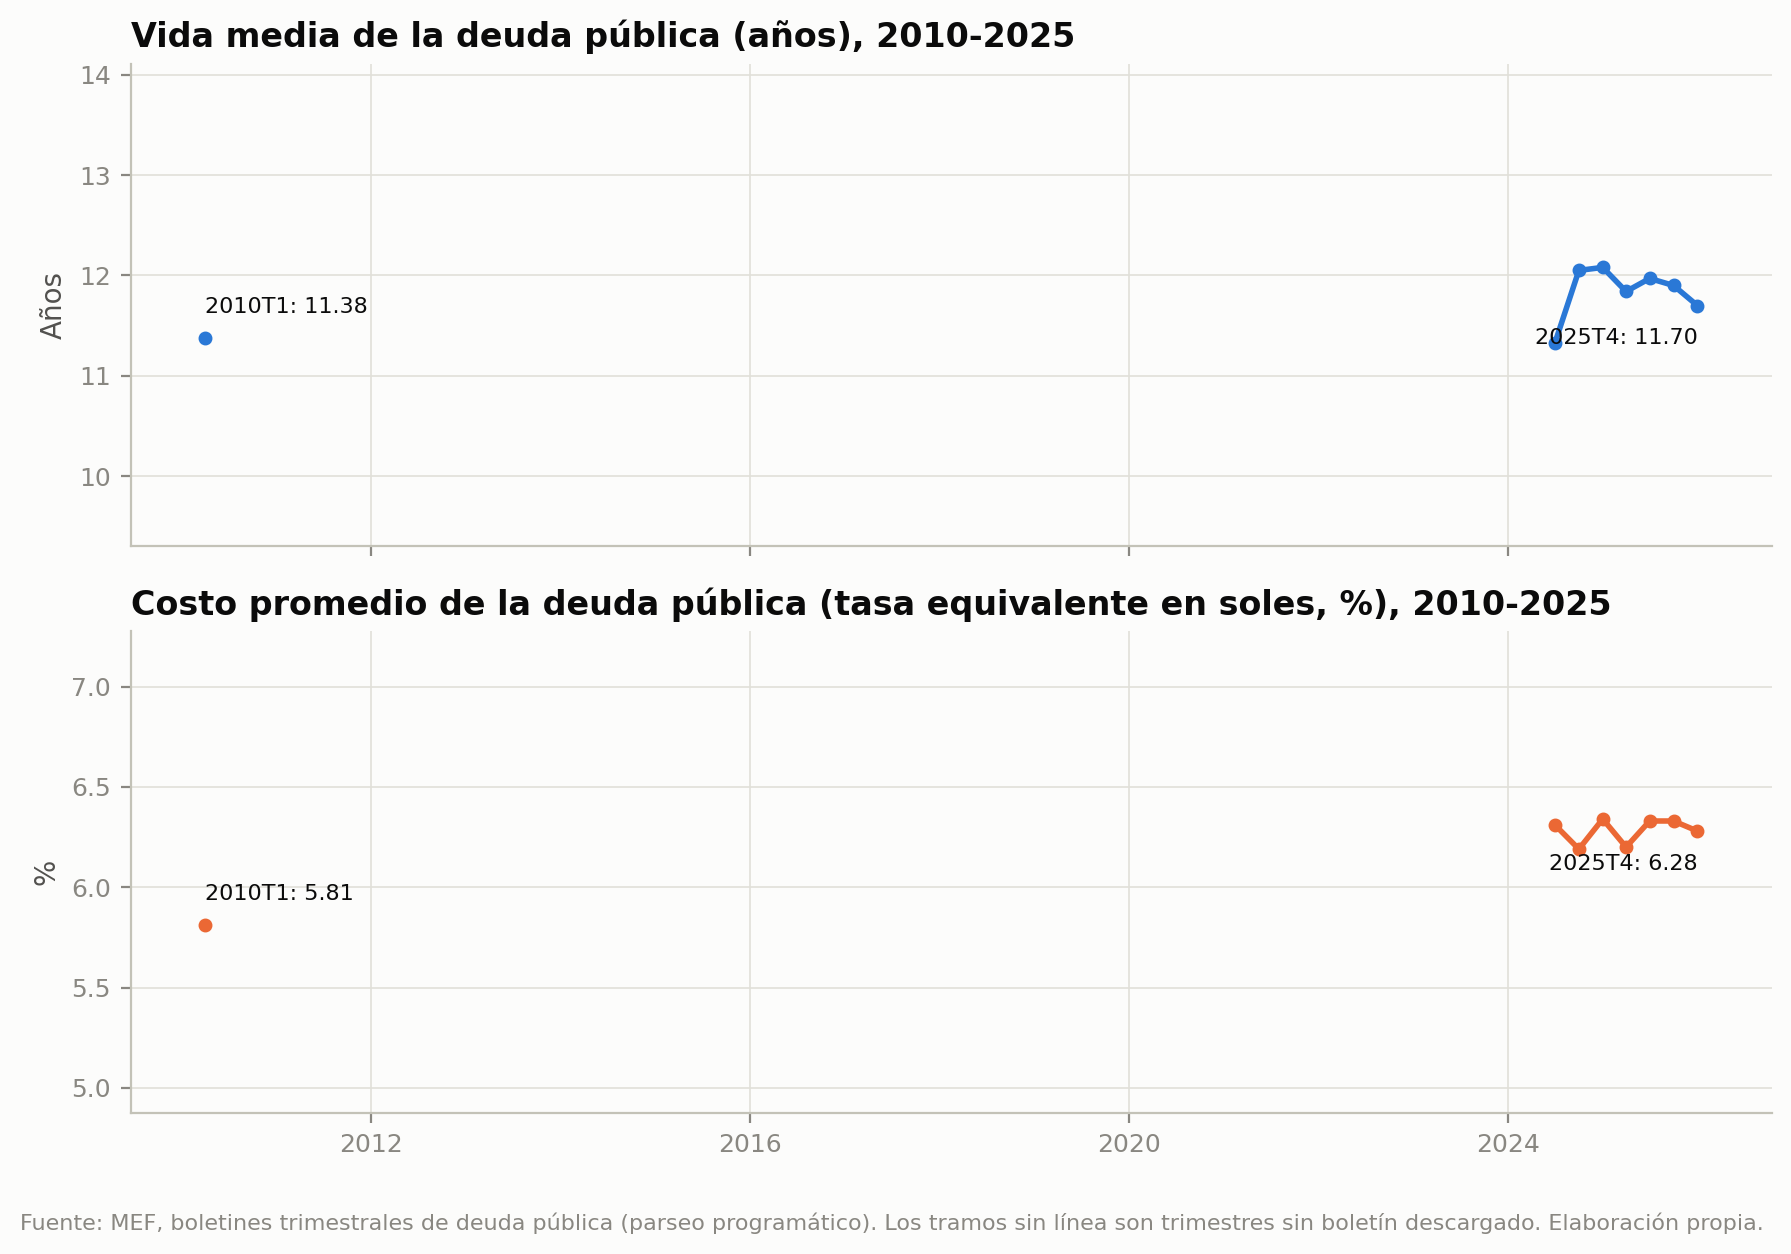 Vida media de la deuda pública (años), 2010-2025
14
13
12
11
10
Años
2010T1: 11.38
2025T4: 11.70
Costo promedio de la deuda pública (tasa equivalente en soles, %), 2010-2025
7.0
6.5
6.0
5.5
5.0
%
2010T1: 5.81
2025T4: 6.28
2012 2016 2020 2024
Fuente: MEF, boletines trimestrales de deuda pública (parseo programático). Los tramos sin línea son trimestres sin boletín descargado. Elaboración propia.